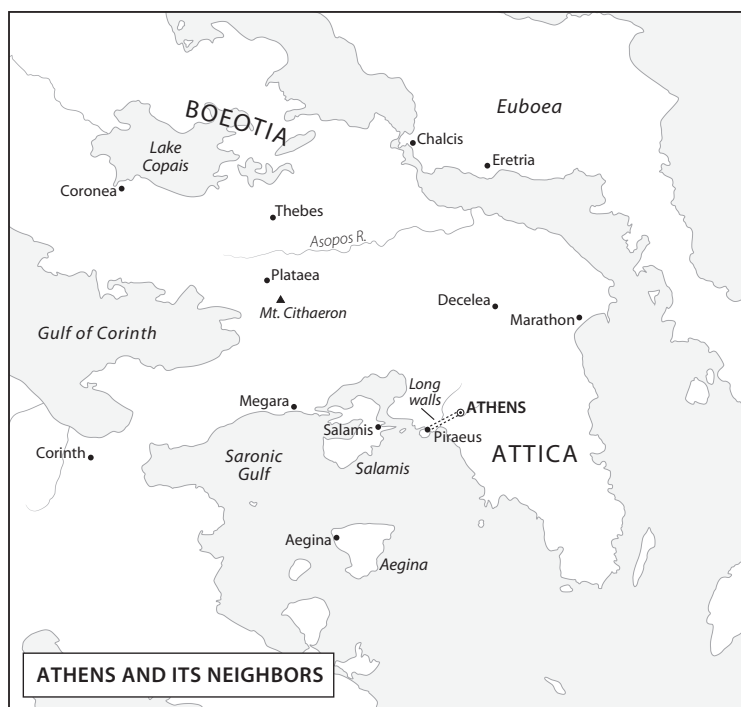 BOEOTIA
Euboea
Lake
Copais
Chalcis
Eretria
Coronea
Thebes
Asopos R.
Plataea
Mt. Cithaeron
Decelea
Marathon
Gulf of Corinth
Megara
Long
walls
ATHENS
Salamis
Piraeus
Corinth
Saronic
Gulf
Salamis
ATTICA
Aegina
Aegina
ATHENS AND ITS NEIGHBORS